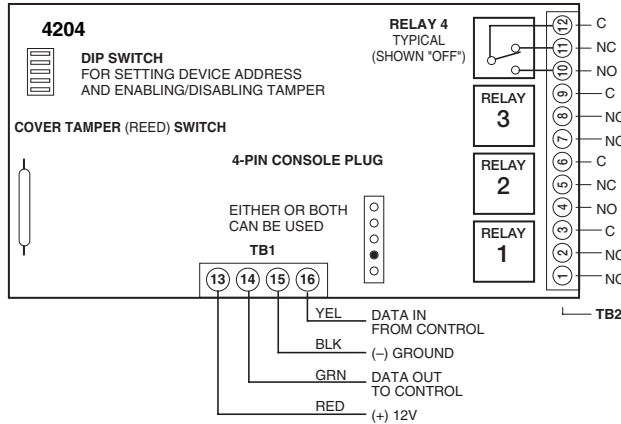 4204
DIP SWITCH
FOR SETTING DEVICE ADDRESS
AND ENABLING/DISABLING TAMPER
COVER TAMPER (REED) SWITCH
4-PIN CONSOLE PLUG
EITHER OR BOTH
CAN BE USED
TB1
RELAY 4
TYPICAL
(SHOWN "OFF")
RELAY
3
RELAY
2
RELAY
1
12 C
11 NC
10 NO
9 C
8 NC
7 NO
6 C
5 NC
4 NO
3 C
2 NC
1 NO
TB2
13 14 15 16
YEL DATA IN
FROM CONTROL
BLK (–) GROUND
GRN DATA OUT
TO CONTROL
RED (+) 12V